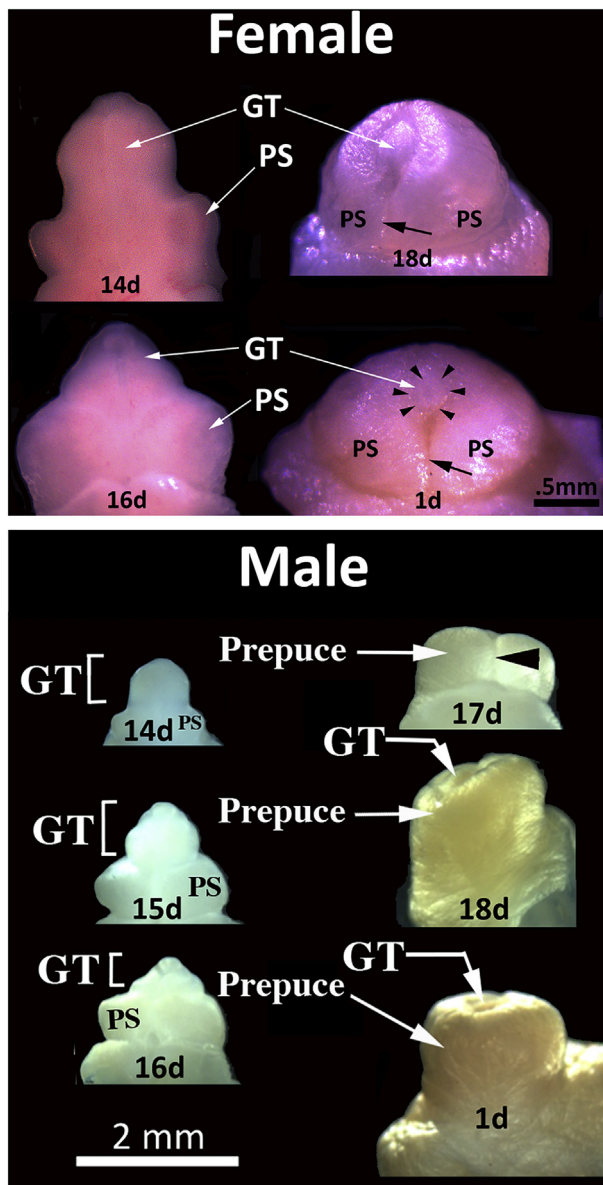 Female
GT
PS
PS
PS
14d
18d
GT
PS
PS
PS
16d
1d
.5mm
Male
GT
14d
PS
Prepuce
17d
GT
GT
Prepuce
PS
15d
18d
GT
GT
Prepuce
PS
16d
1d
2 mm